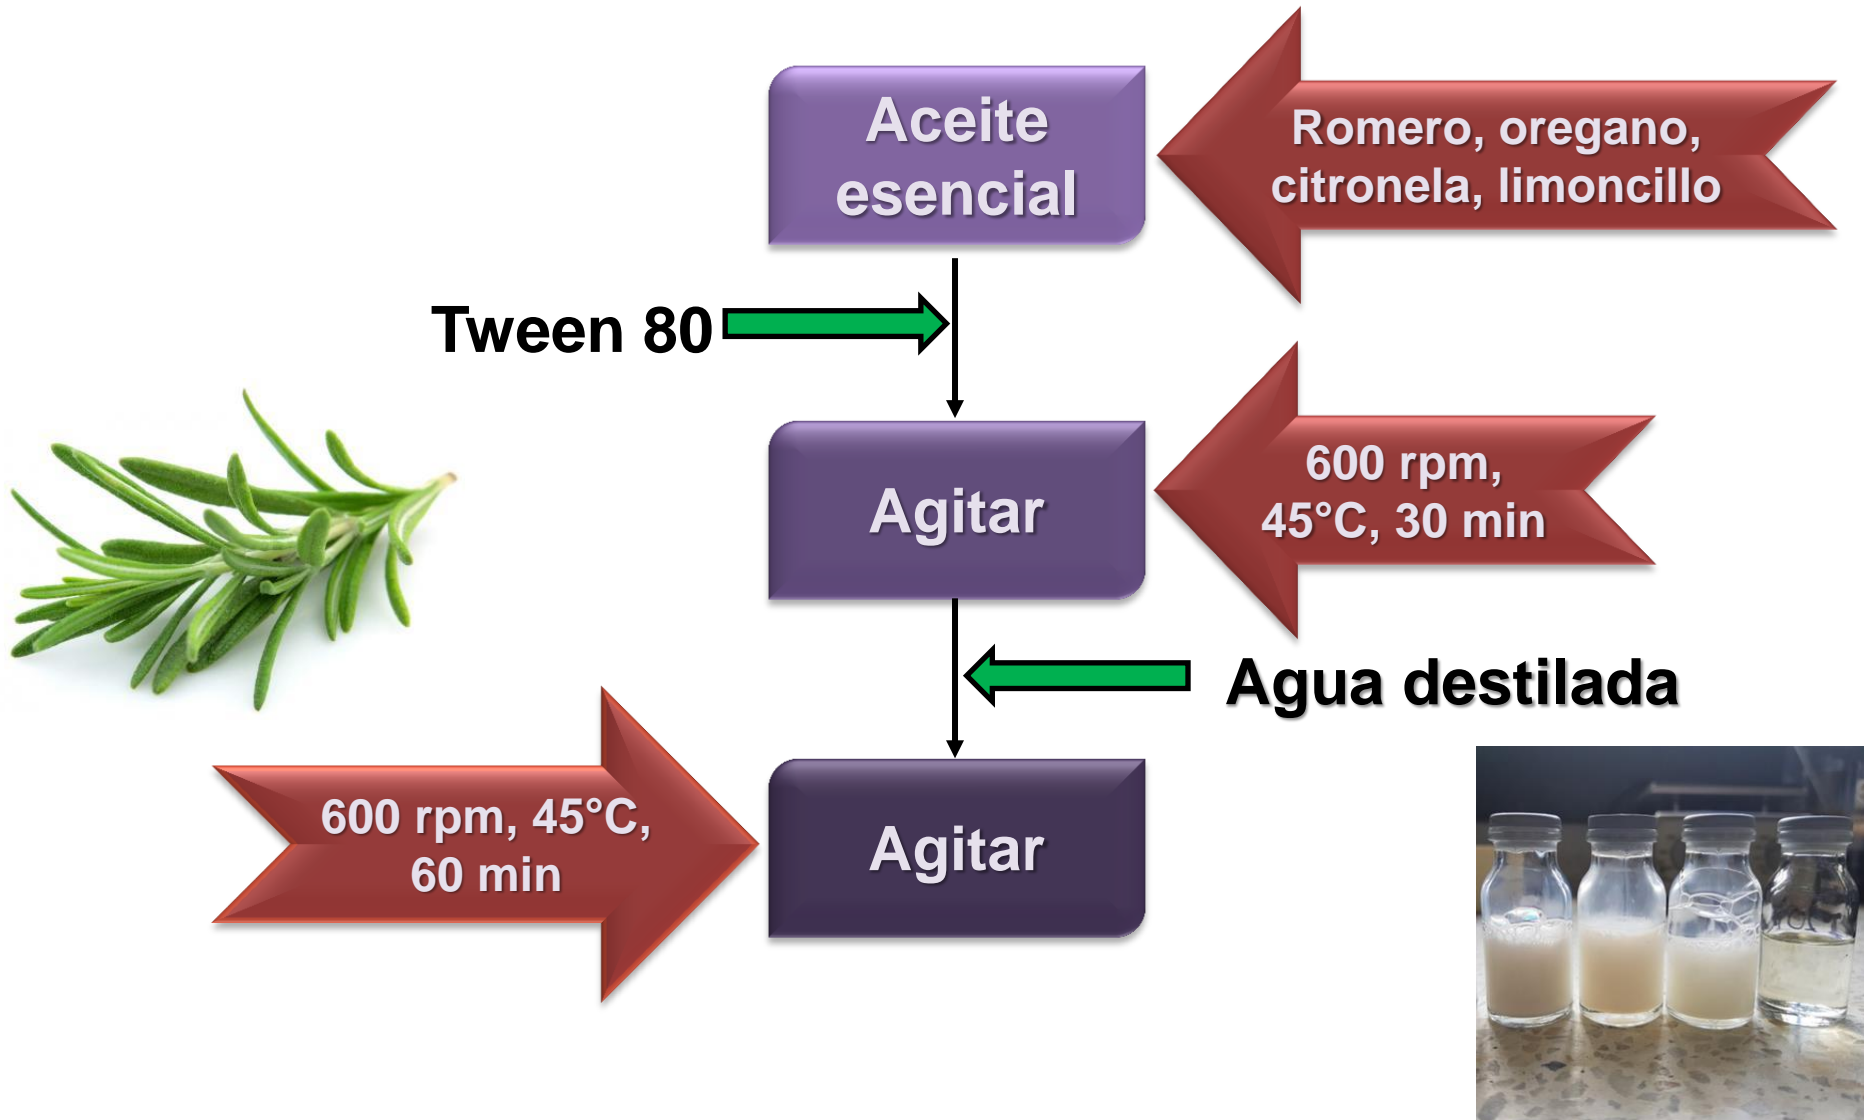 Aceite
esencial
Romero, oregano,
citronela, limoncillo
Tween 80
Agitar
600 rpm,
45°C, 30 min
Agua destilada
600 rpm, 45°C,
60 min
Agitar